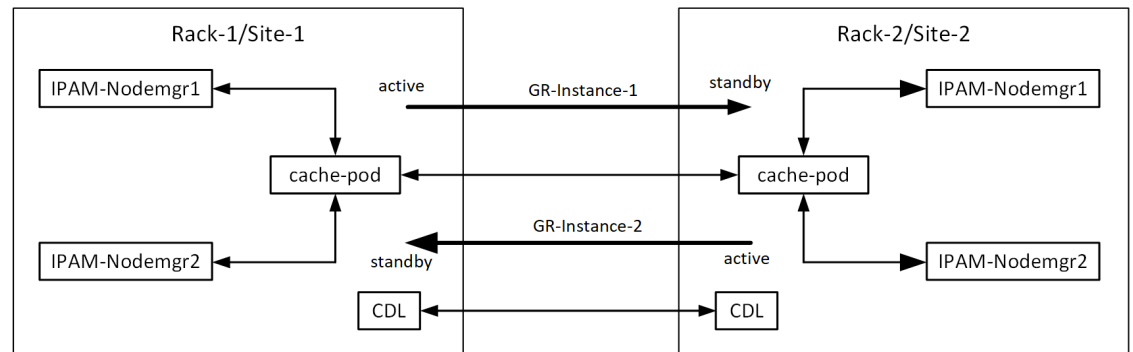 Rack-1/Site-1
Rack-2/Site-2
IPAM-Nodemgr1
active
GR-Instance-1
standby
IPAM-Nodemgr1
cache-pod
cache-pod
GR-Instance-2
IPAM-Nodemgr2
standby
active
IPAM-Nodemgr2
CDL
CDL